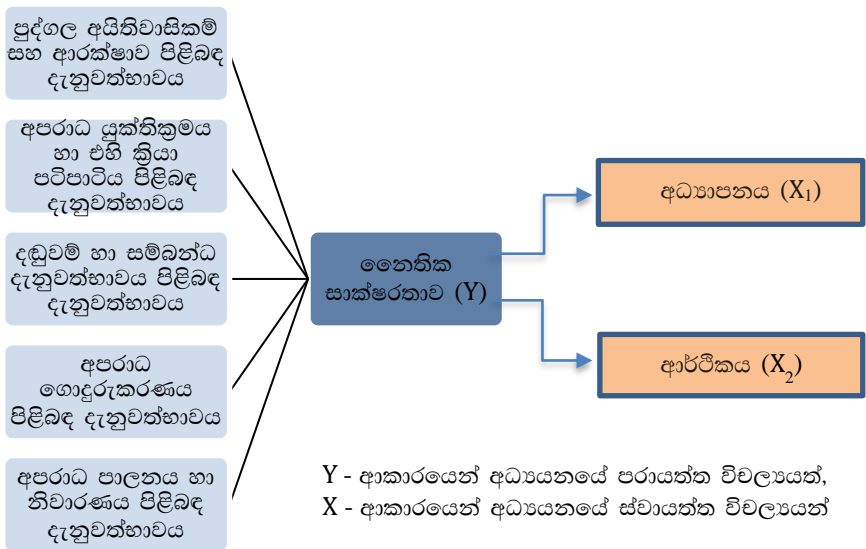 පුද්ගල අයිතිවාසිකම්
සහ ආරක්ෂාව පිළිබඳ
දැනුවත්භාවය
අපරාධ යුක්තික්‍රමය
හා එහි ක්‍රියා
පටිපාටිය පිළිබඳ
දැනුවත්භාවය
දඬුවම් හා සම්බන්ධ
දැනුවත්භාවය පිළිබඳ
දැනුවත්භාවය
අපරාධ
ගොදුරුකරණය
පිළිබඳ දැනුවත්භාවය
අපරාධ පාලනය හා
නිවාරණය පිළිබඳ
දැනුවත්භාවය
නෛතික
සාක්ෂරතාව (Y)
අධ්‍යාපනය (X₁)
ආර්ථිකය (X₂)
Y - ආකාරයෙන් අධ්‍යයනයේ පරායත්ත විචල්‍යයත්,
X - ආකාරයෙන් අධ්‍යයනයේ ස්වායත්ත විචල්‍යයන්